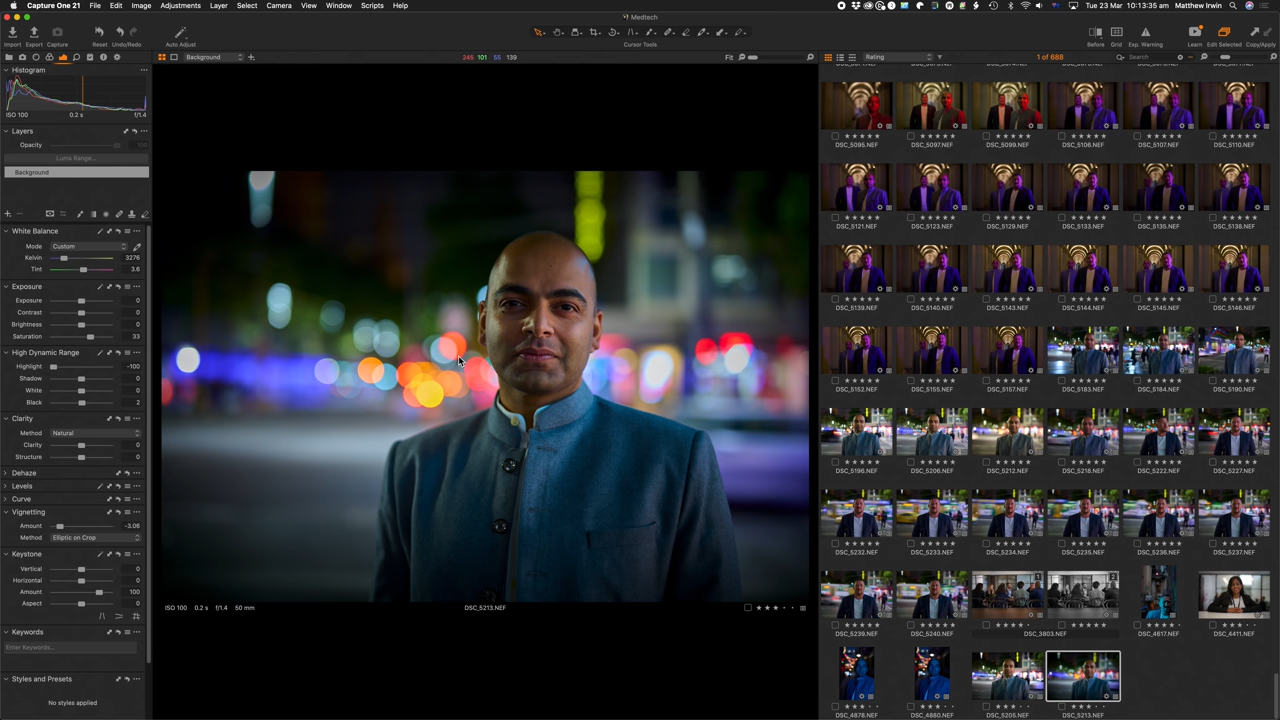 Capture One 21 File Edit Image Adjustments Layer Select Camera View Window Scripts Help Tue 23 Mar 10:13:35 am Matthew Irwin
Medtech
Import Export Capture Reset Undo/Redo Auto Adjust Cursor Tools Before Grid Exp. Warning Learn Edit Selected Copy/Apply
Background 245 101 55 139 Fit Rating 1 of 688 Search
Histogram
ISO 100 0.2 s f/1.4
Layers
Opacity 100
Luma Range...
Background
White Balance
Mode Custom
Kelvin 3276
Tint 3.6
Exposure
Exposure 0
Contrast 0
Brightness 0
Saturation 33
High Dynamic Range
Highlight -100
Shadow 0
White 0
Black 2
Clarity
Method Natural
Clarity 0
Structure 0
Dehaze
Levels
Curve
Vignetting
Amount -3.06
Method Elliptic on Crop
Keystone
Vertical 0
Horizontal 0
Amount 100
Aspect 0
Keywords
Enter Keywords...
Styles and Presets
No styles applied
ISO 100 0.2 s f/1.4 50 mm DSC_5213.NEF
DSC_5095.NEF DSC_5097.NEF DSC_5099.NEF DSC_5106.NEF DSC_5107.NEF DSC_5110.NEF
DSC_5121.NEF DSC_5123.NEF DSC_5129.NEF DSC_5133.NEF DSC_5135.NEF DSC_5138.NEF
DSC_5139.NEF DSC_5140.NEF DSC_5143.NEF DSC_5144.NEF DSC_5145.NEF DSC_5146.NEF
DSC_5152.NEF DSC_5155.NEF DSC_5157.NEF DSC_5183.NEF DSC_5184.NEF DSC_5190.NEF
DSC_5196.NEF DSC_5206.NEF DSC_5212.NEF DSC_5218.NEF DSC_5222.NEF DSC_5227.NEF
DSC_5232.NEF DSC_5233.NEF DSC_5234.NEF DSC_5235.NEF DSC_5236.NEF DSC_5237.NEF
1 2
DSC_5239.NEF DSC_5240.NEF DSC_3803.NEF DSC_4617.NEF DSC_4411.NEF
DSC_4878.NEF DSC_4880.NEF DSC_5205.NEF DSC_5213.NEF